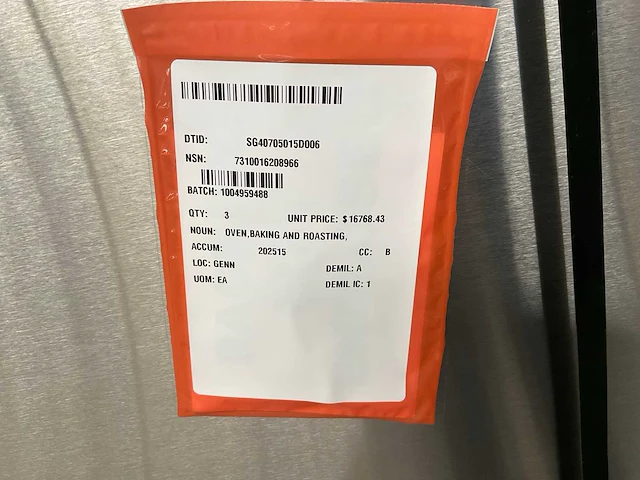 DTID: SG40705015D006
NSN: 7310016208966
BATCH: 1004959488
QTY: 3 UNIT PRICE: $16768.43
NOUN: OVEN,BAKING AND ROASTING,
ACCUM: 202515 CC: B
LOC: GENN DEMIL: A
UOM: EA DEMIL IC: 1